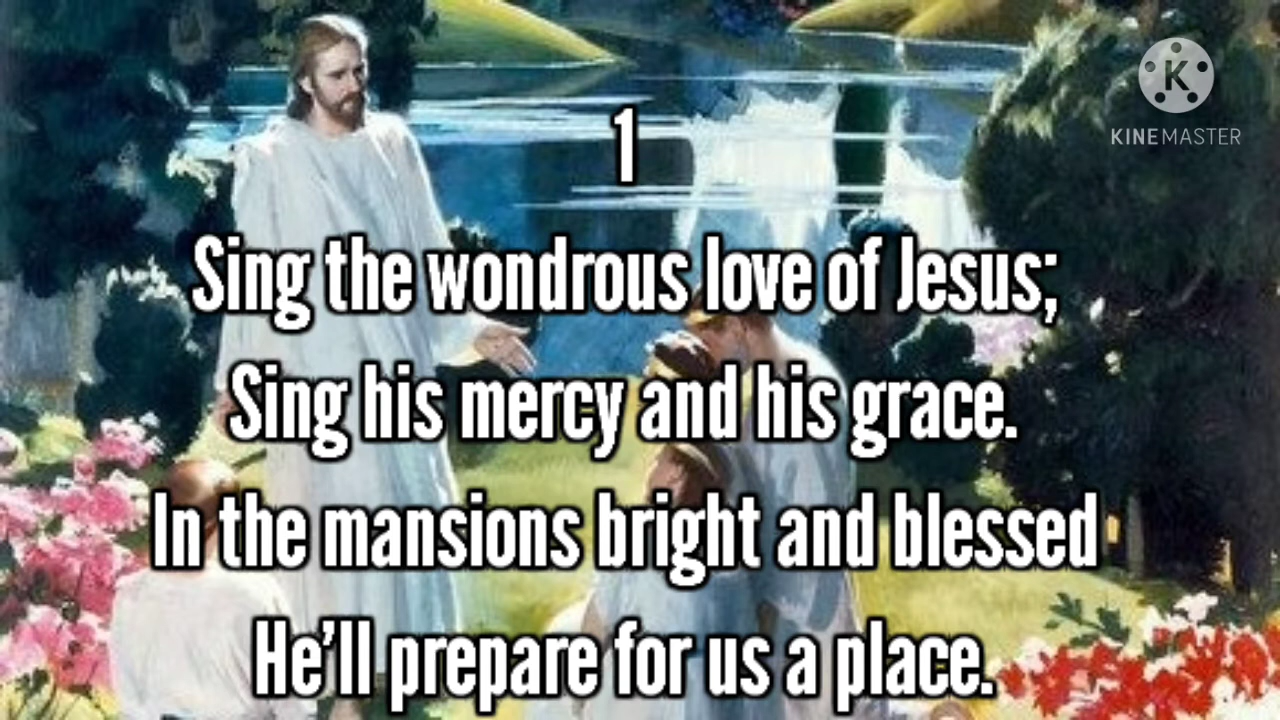 K
KINEMASTER
1
Sing the wondrous love of Jesus;
Sing his mercy and his grace.
In the mansions bright and blessed
He'll prepare for us a place.